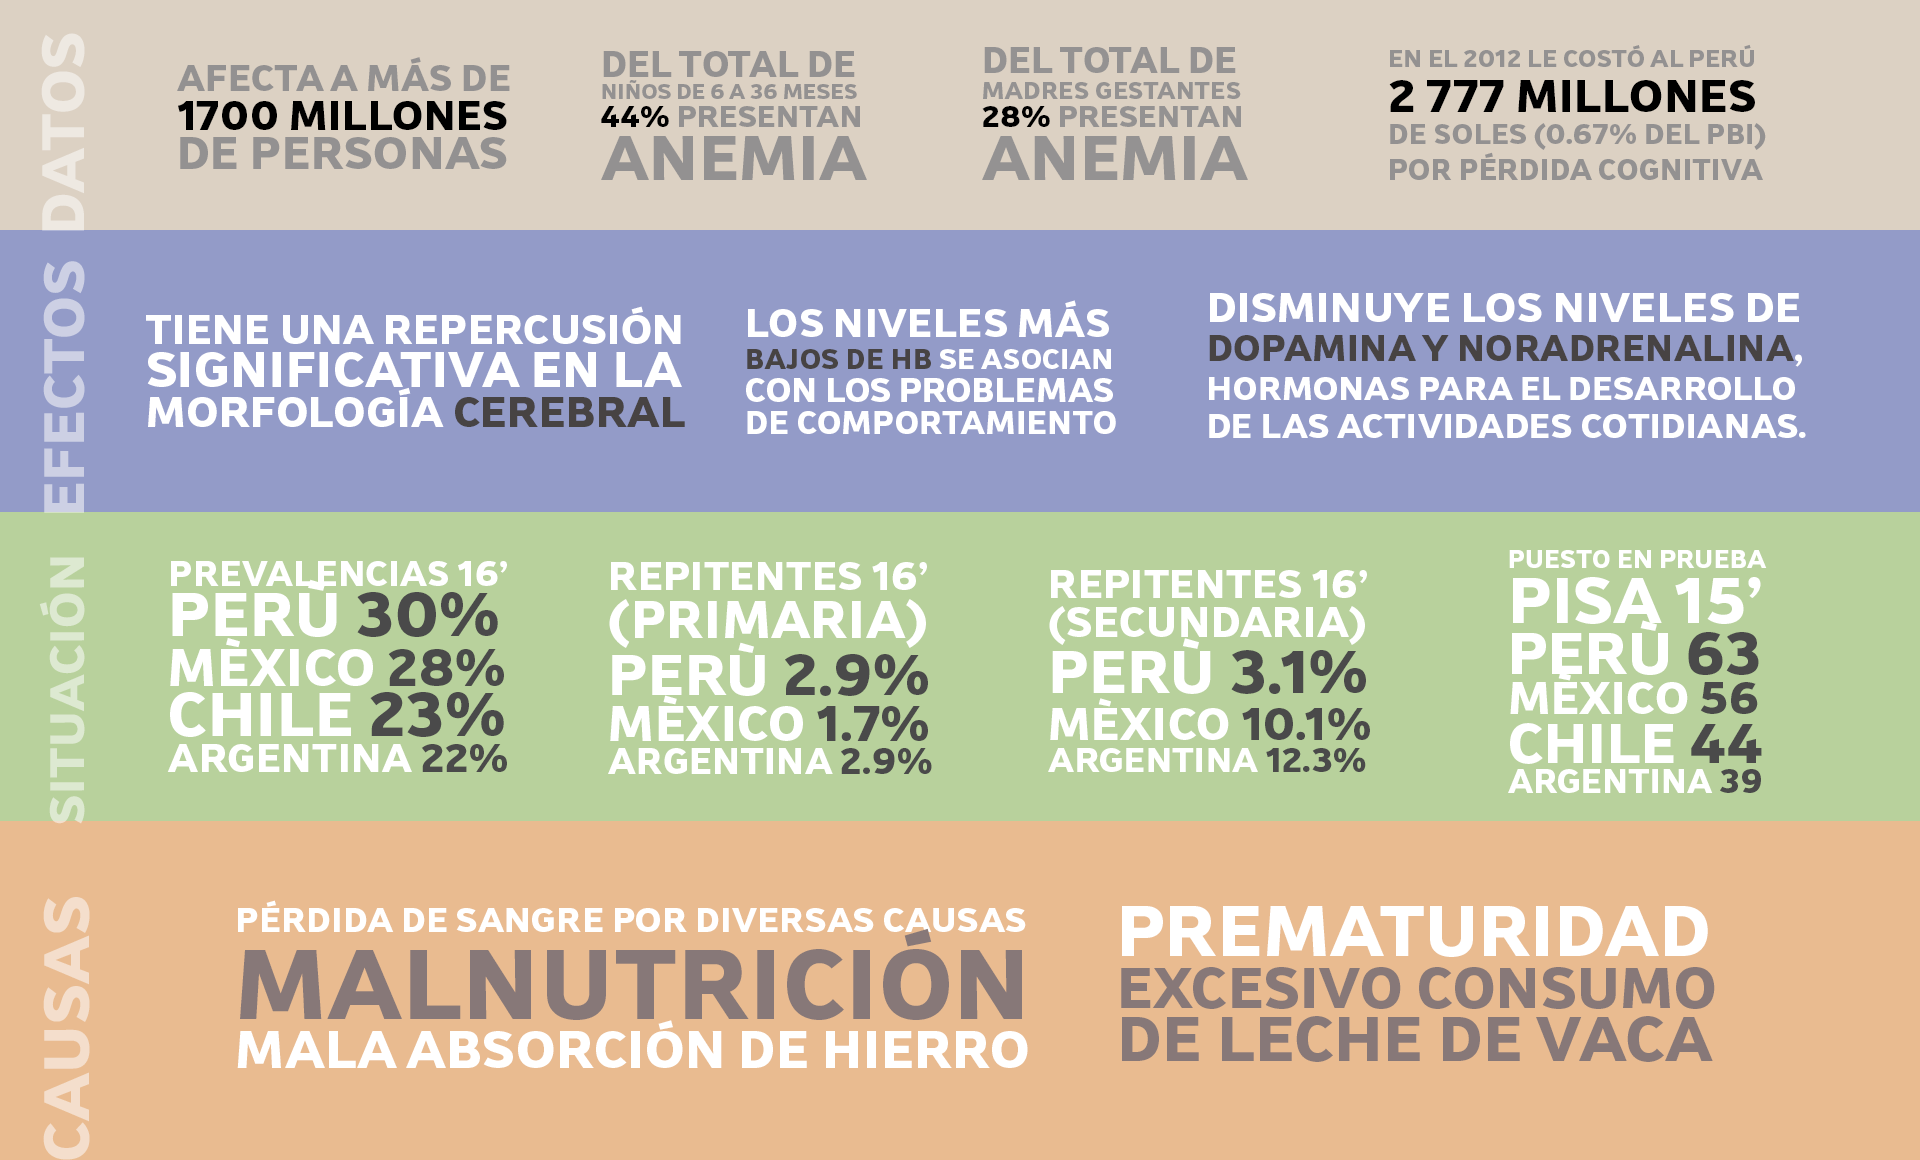 DATOS
AFECTA A MÁS DE
1700 MILLONES
DE PERSONAS
DEL TOTAL DE
NIÑOS DE 6 A 36 MESES
44% PRESENTAN
ANEMIA
DEL TOTAL DE
MADRES GESTANTES
28% PRESENTAN
ANEMIA
EN EL 2012 LE COSTÓ AL PERÚ
2 777 MILLONES
DE SOLES (0.67% DEL PBI)
POR PÉRDIDA COGNITIVA
EFECTOS
TIENE UNA REPERCUSIÓN
SIGNIFICATIVA EN LA
MORFOLOGÍA CEREBRAL
LOS NIVELES MÁS
BAJOS DE HB SE ASOCIAN
CON LOS PROBLEMAS
DE COMPORTAMIENTO
DISMINUYE LOS NIVELES DE
DOPAMINA Y NORADRENALINA,
HORMONAS PARA EL DESARROLLO
DE LAS ACTIVIDADES COTIDIANAS.
SITUACIÓN
PREVALENCIAS 16’
PERÙ 30%
MÈXICO 28%
CHILE 23%
ARGENTINA 22%
REPITENTES 16’
(PRIMARIA)
PERÙ 2.9%
MÈXICO 1.7%
ARGENTINA 2.9%
REPITENTES 16’
(SECUNDARIA)
PERÙ 3.1%
MÈXICO 10.1%
ARGENTINA 12.3%
PUESTO EN PRUEBA
PISA 15’
PERÙ 63
MÈXICO 56
CHILE 44
ARGENTINA 39
CAUSAS
PÉRDIDA DE SANGRE POR DIVERSAS CAUSAS
MALNUTRICIÓN
MALA ABSORCIÓN DE HIERRO
PREMATURIDAD
EXCESIVO CONSUMO
DE LECHE DE VACA